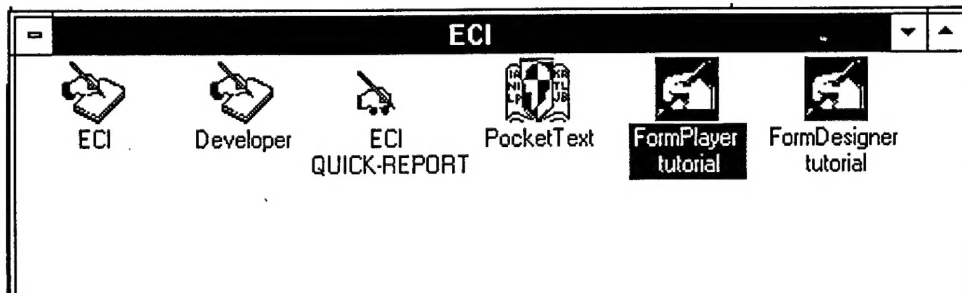 ECI
ECI
Developer
ECI
QUICK-REPORT
PocketText
FormPlayer
tutorial
FormDesigner
tutorial